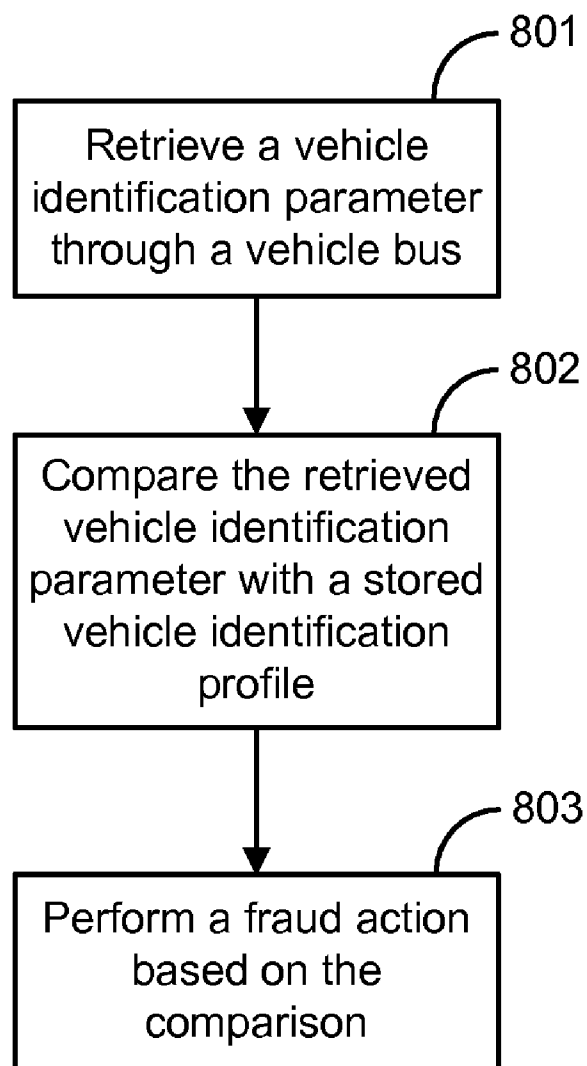 801
Retrieve a vehicle
identification parameter
through a vehicle bus
802
Compare the retrieved
vehicle identification
parameter with a stored
vehicle identification
profile
803
Perform a fraud action
based on the
comparison